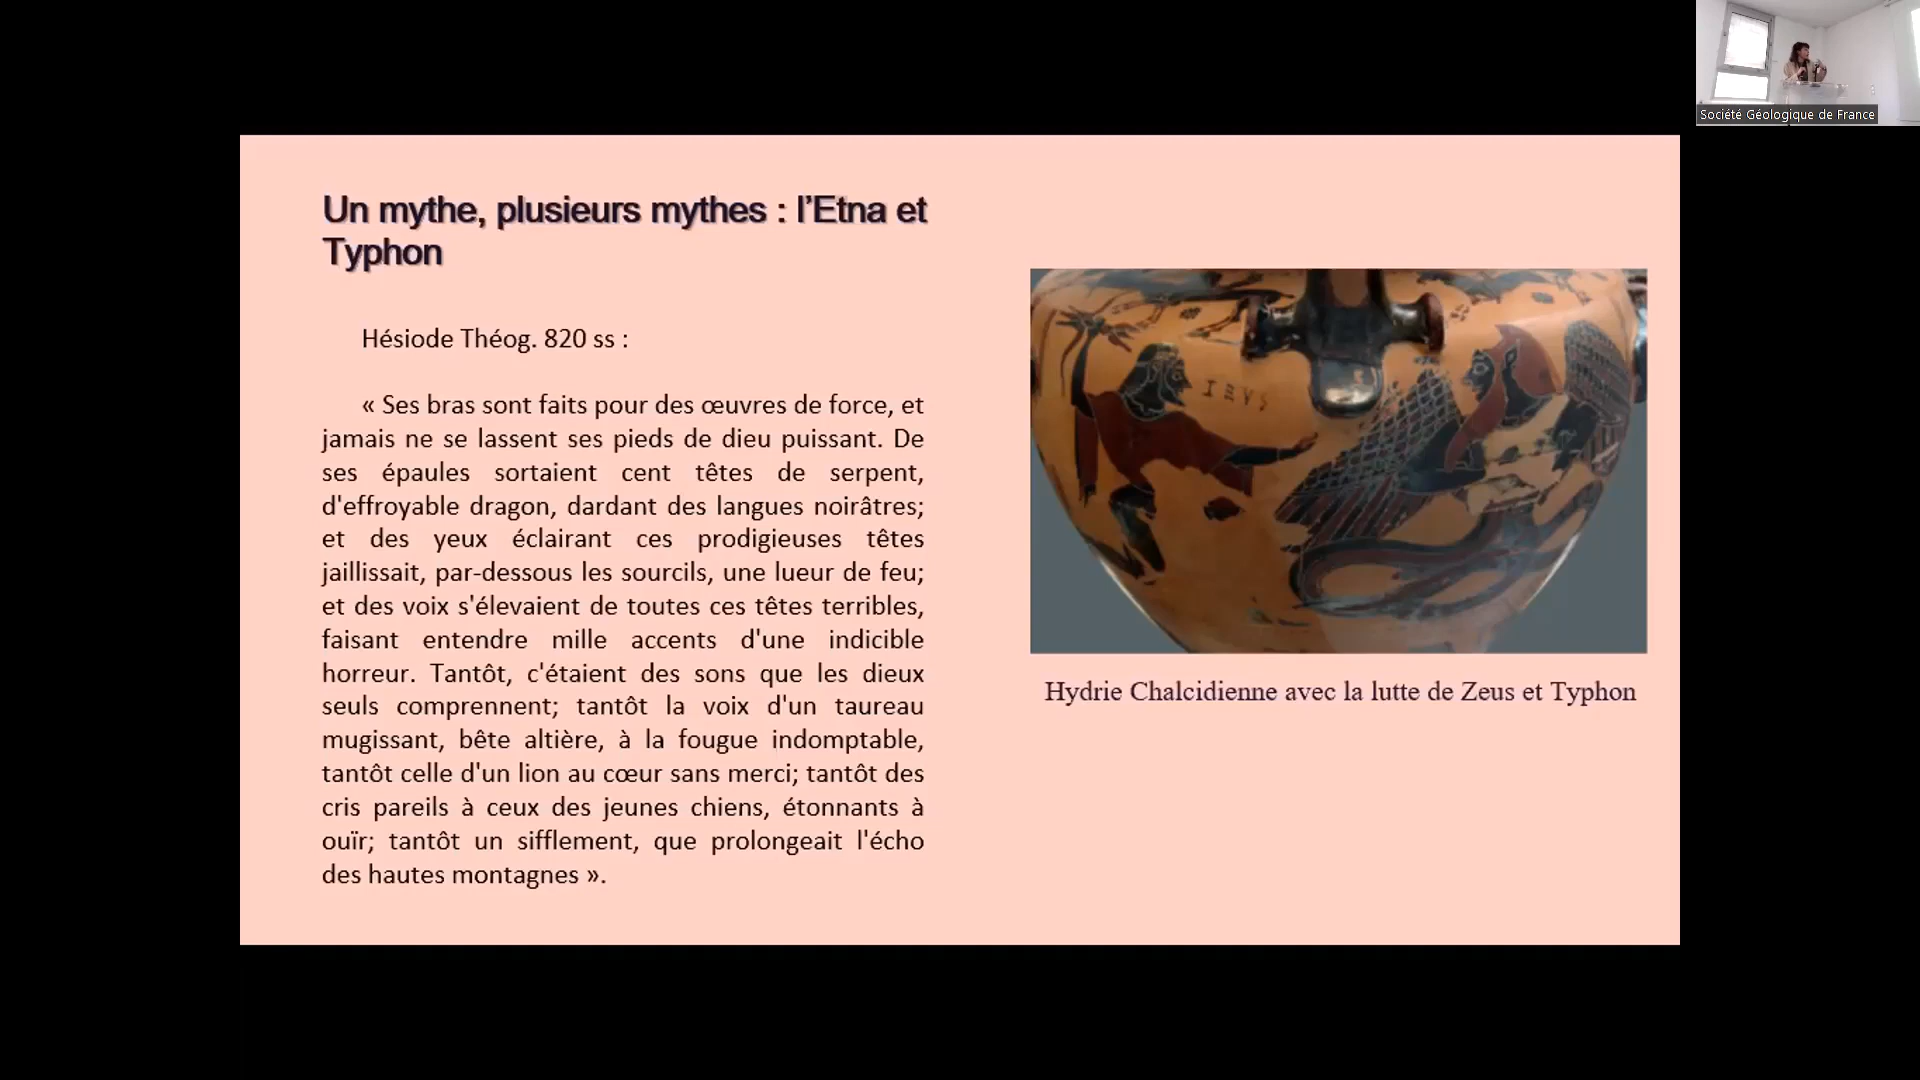 Société Géologique de France
Un mythe, plusieurs mythes : l’Etna et
Typhon
Hésiode Théog. 820 ss :
« Ses bras sont faits pour des œuvres de force, et
jamais ne se lassent ses pieds de dieu puissant. De
ses épaules sortaient cent têtes de serpent,
d'effroyable dragon, dardant des langues noirâtres;
et des yeux éclairant ces prodigieuses têtes
jaillissait, par-dessous les sourcils, une lueur de feu;
et des voix s'élevaient de toutes ces têtes terribles,
faisant entendre mille accents d'une indicible
horreur. Tantôt, c'étaient des sons que les dieux
seuls comprennent; tantôt la voix d'un taureau
mugissant, bête altière, à la fougue indomptable,
tantôt celle d'un lion au cœur sans merci; tantôt des
cris pareils à ceux des jeunes chiens, étonnants à
ouïr; tantôt un sifflement, que prolongeait l'écho
des hautes montagnes ».
Hydrie Chalcidienne avec la lutte de Zeus et Typhon